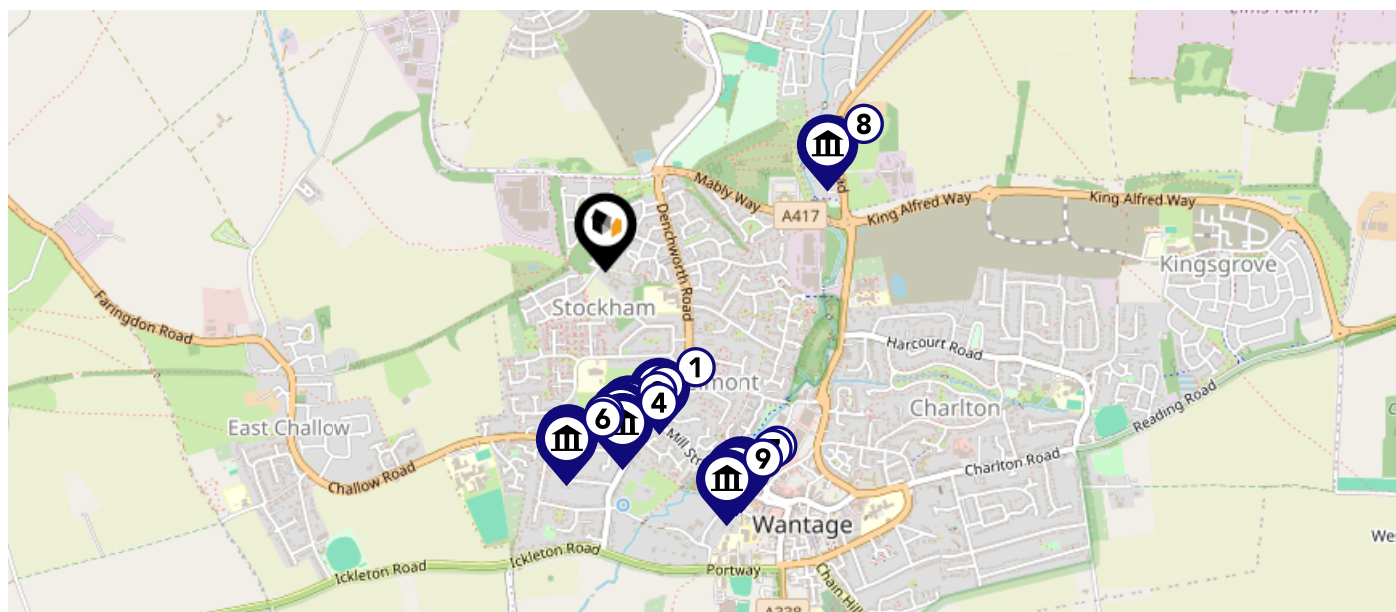 8
Mably Way
A417
King Alfred Way
King Alfred Way
Denchworth Road
Kingsgrove
Stockham
Faringdon Road
Harcourt Road
1
4
6
Charlton
Reading Road
East Challow
Challow Road
9
Charlton Road
Wantage
Ickleton Road
Ickleton Road
Portway
Chain Hill
A338